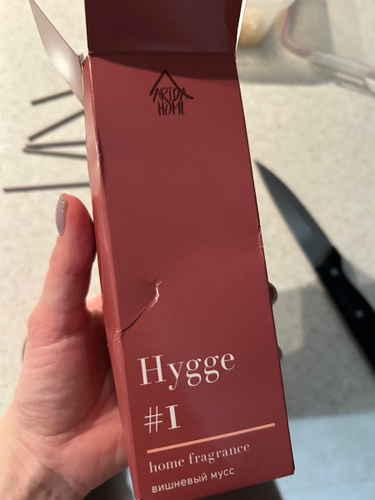 ARIDA
HOME
Hygge
#1
home fragrance
вишневый мусс